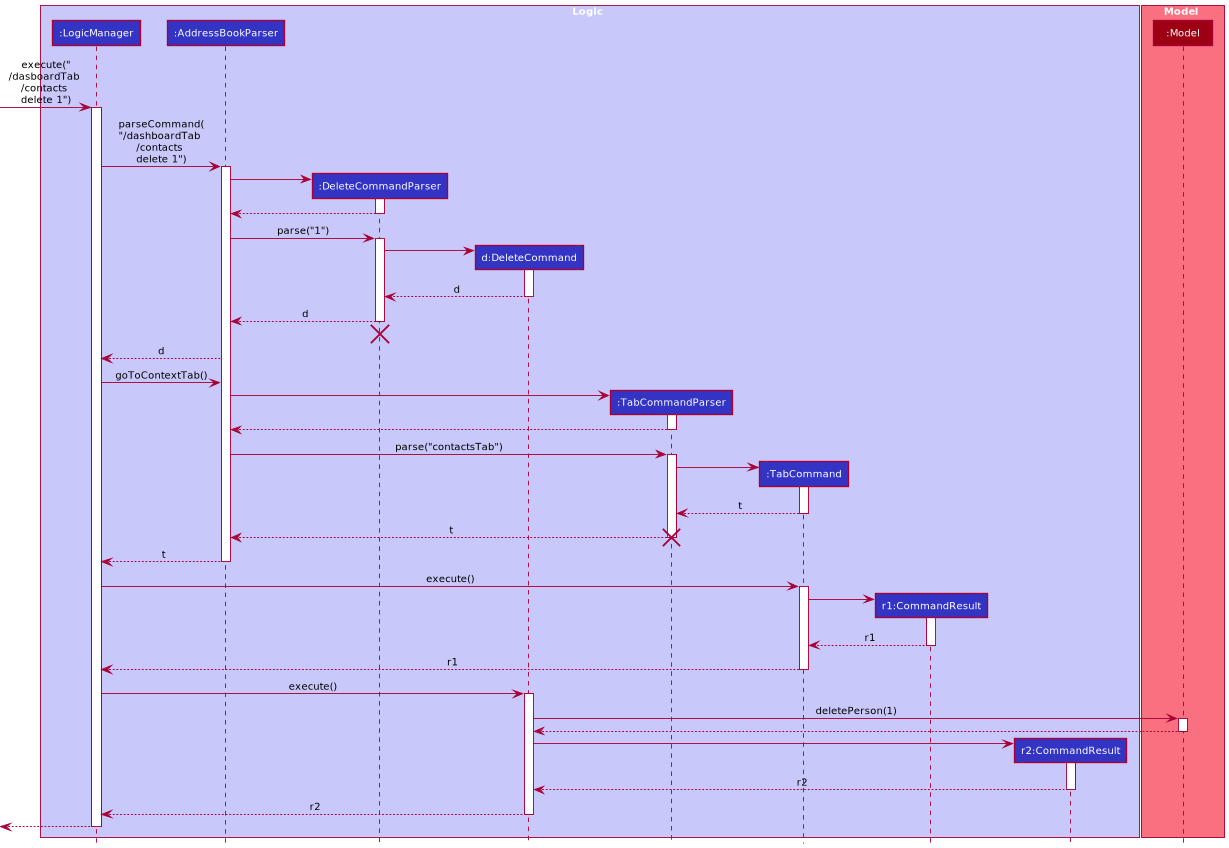 Logic
Model
:LogicManager
:AddressBookParser
:Model
execute("
/dasboardTab
/contacts
delete 1")
parseCommand(
"/dashboardTab
/contacts
delete 1")
:DeleteCommandParser
parse("1")
d:DeleteCommand
d
d
d
goToContextTab()
:TabCommandParser
parse("contactsTab")
:TabCommand
t
t
t
execute()
r1:CommandResult
r1
r1
execute()
deletePerson(1)
r2:CommandResult
r2
r2